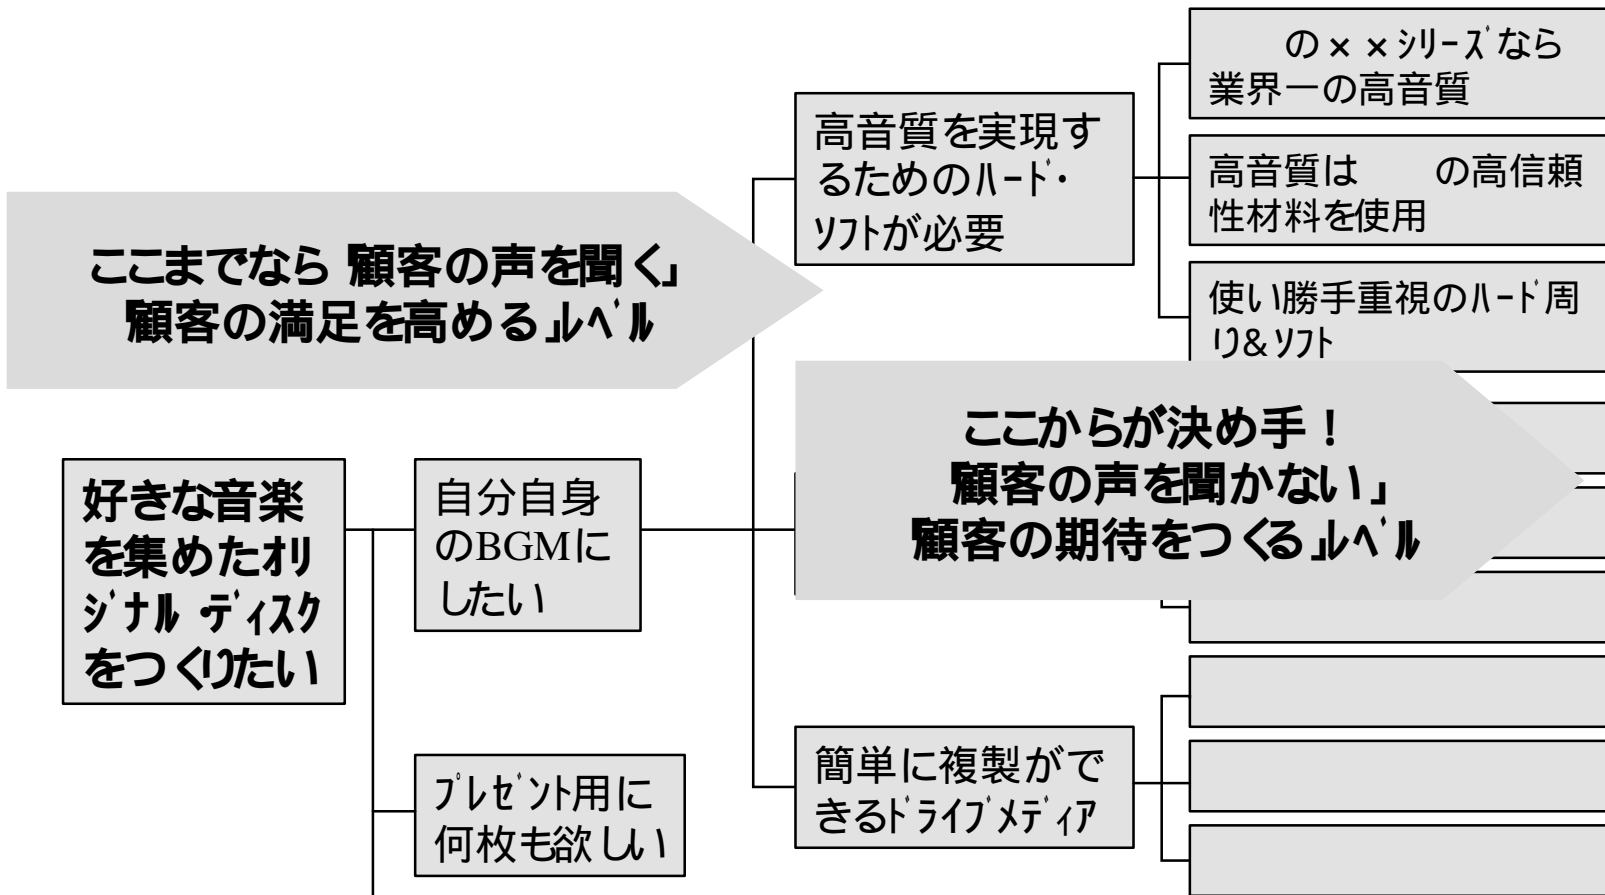 の××シリーズなら
業界一の高音質
高音質を実現す
るためのハード・
ソフトが必要
高音質は　　の高信頼
性材料を使用
使い勝手重視のハード周
り&ソフト
ここまでなら「顧客の声を聞く」
「顧客の満足を高める」レベル
ここからが決め手！
「顧客の声を聞かない」
「顧客の期待をつくる」レベル
好きな音楽
を集めたオリ
ジナル・ディスク
をつくりたい
自分自身
のBGMに
したい
プレゼント用に
何枚も欲しい
簡単に複製がで
きるドライブメディア